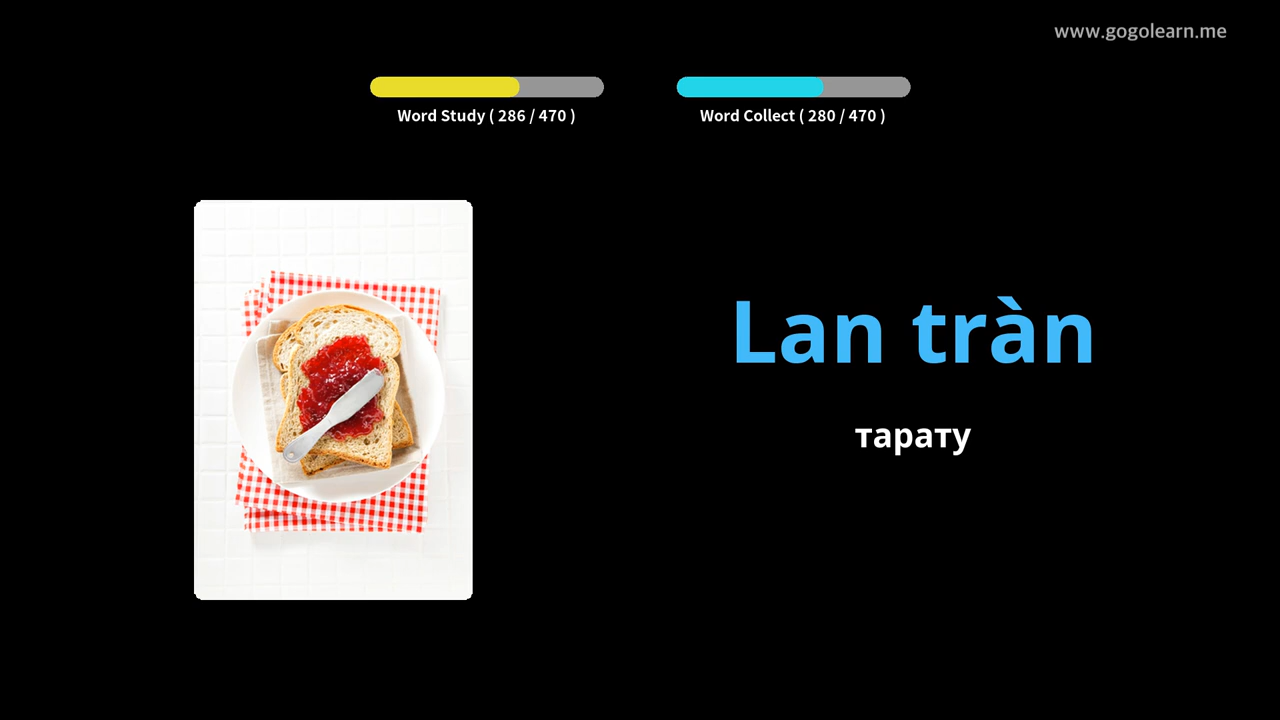 www.gogolearn.me
Word Study ( 286 / 470 )
Word Collect ( 280 / 470 )
Lan tràn
тарату